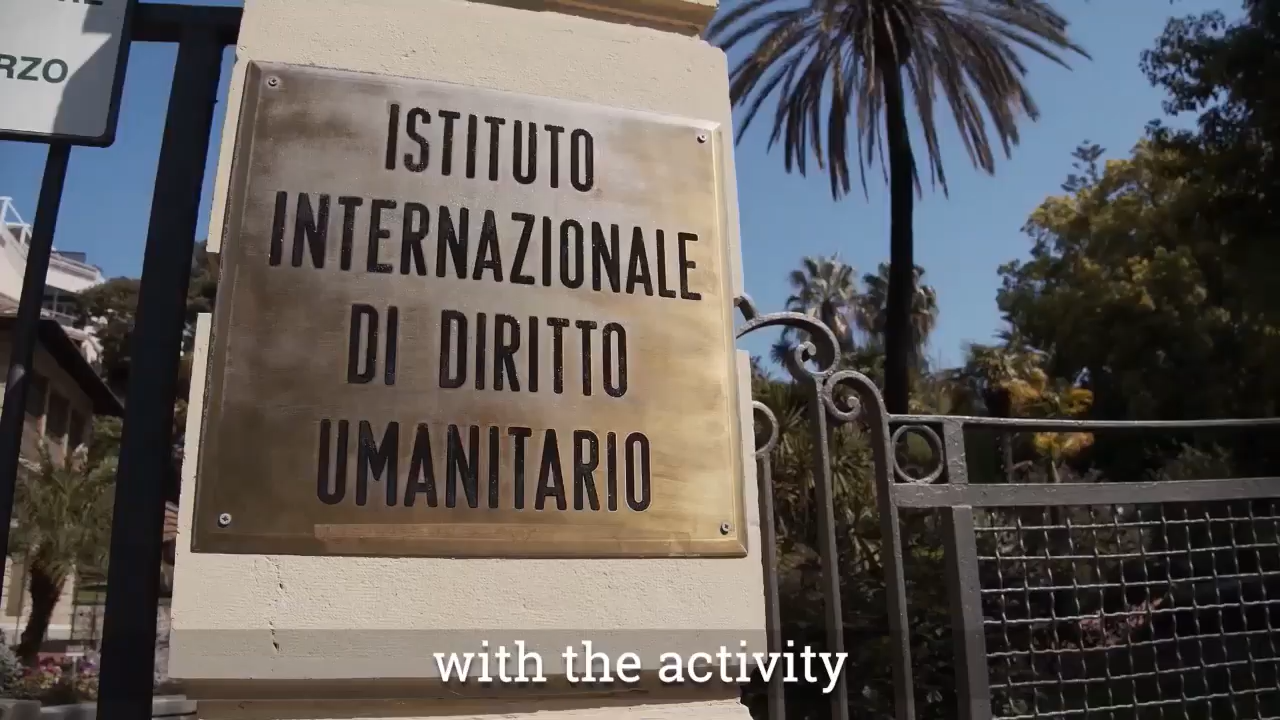 RZO
ISTITUTO
INTERNAZIONALE
DI DIRITTO
UMANITARIO
with the activity